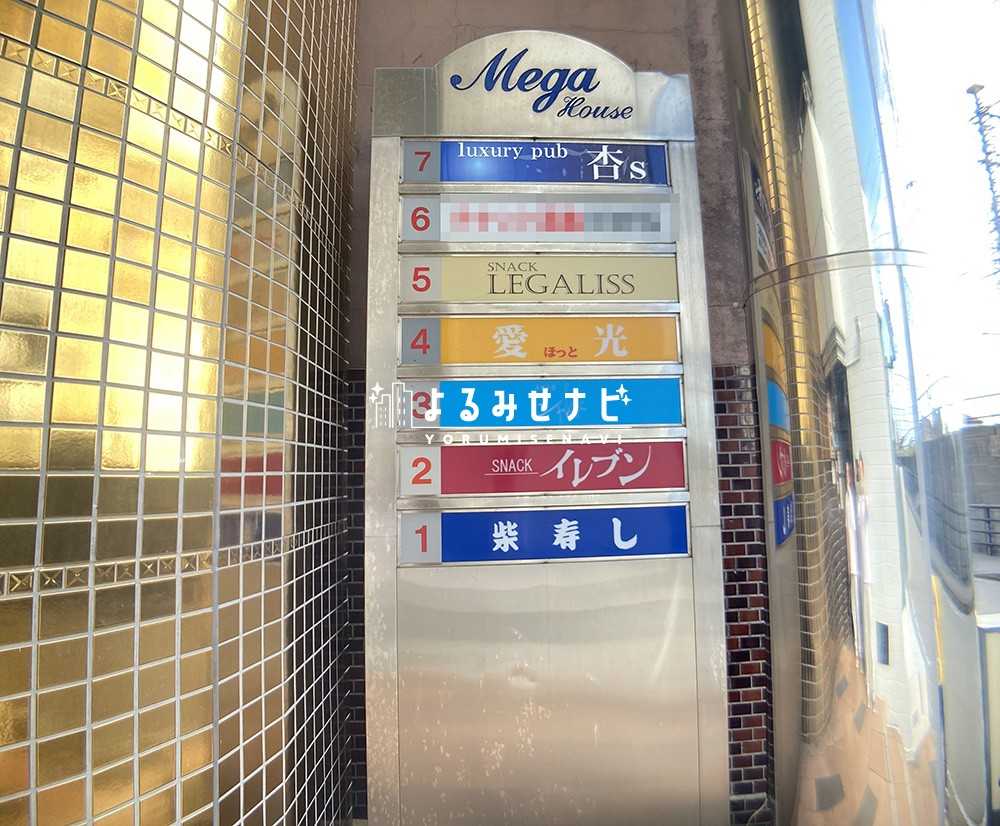 Mega
House
7 luxury pub 杏s
6
5 SNACK LEGALISS
4 愛ほっと光
3
よるみせナビ
YORUMISENAVI
2 SNACK イレブン
1 柴寿し